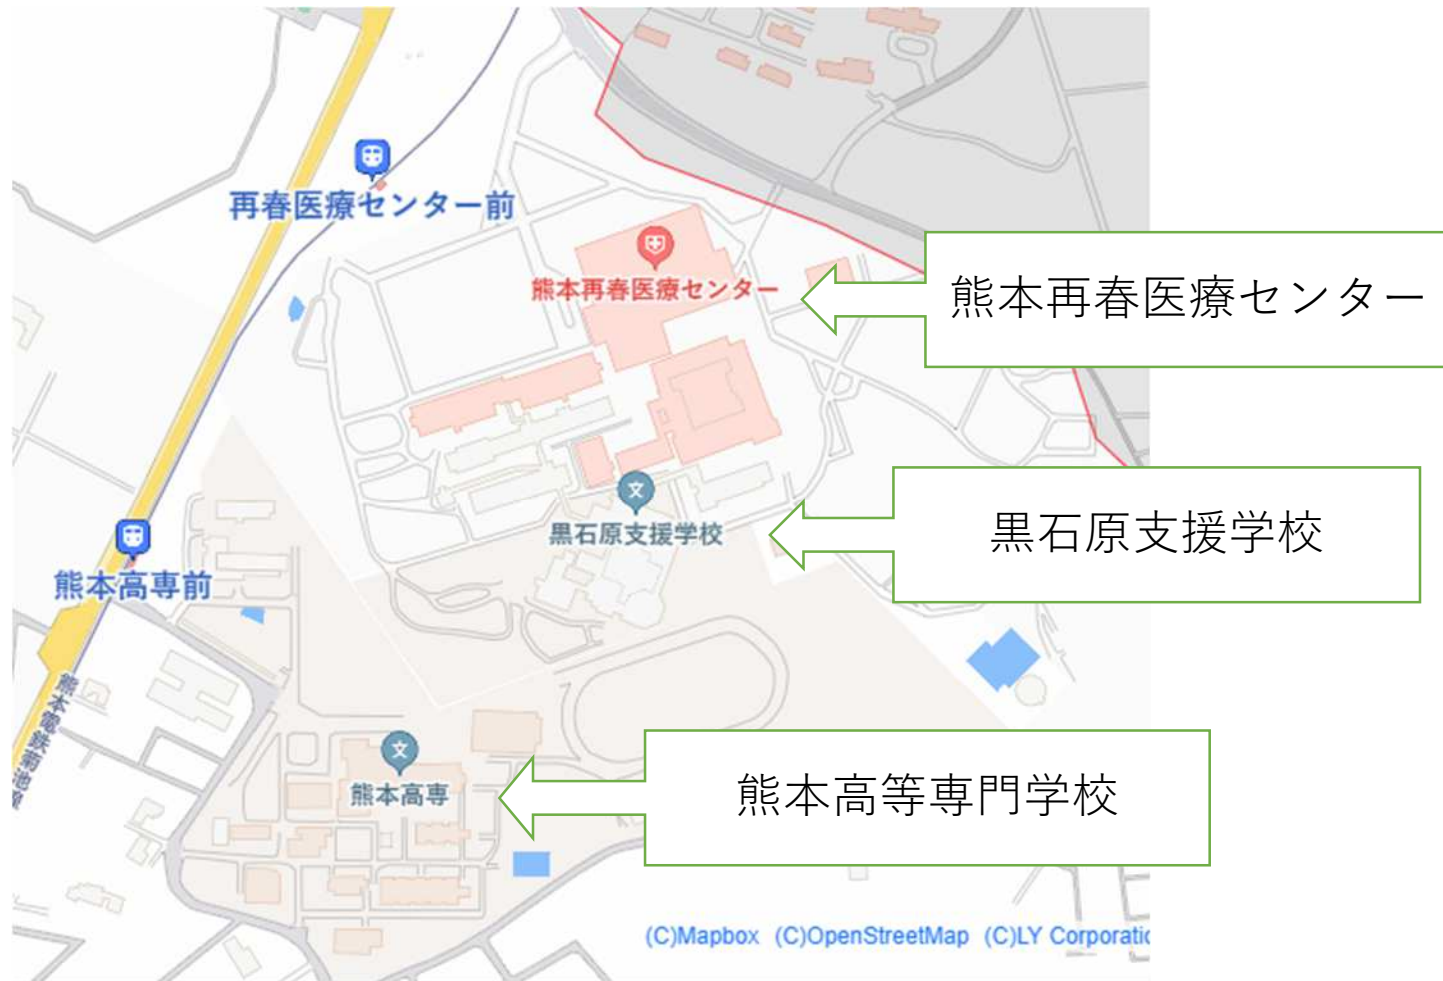 再春医療センター前
熊本再春医療センター
熊本再春医療センター
黒石原支援学校
黒石原支援学校
熊本高専前
熊本電鉄菊池線
熊本高専
熊本高等専門学校
(C)Mapbox (C)OpenStreetMap (C)LY Corporatio